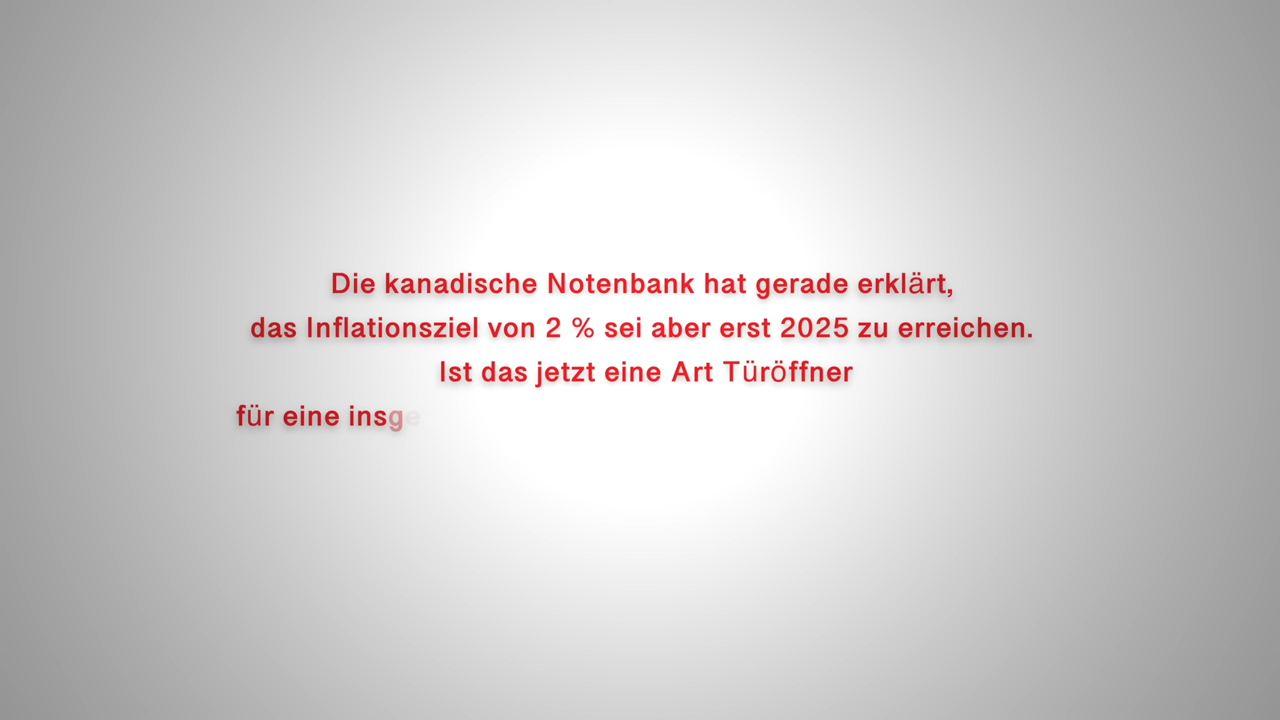 Die kanadische Notenbank hat gerade erklärt,
das Inflationsziel von 2 % sei aber erst 2025 zu erreichen.
Ist das jetzt eine Art Türöffner
für eine insge